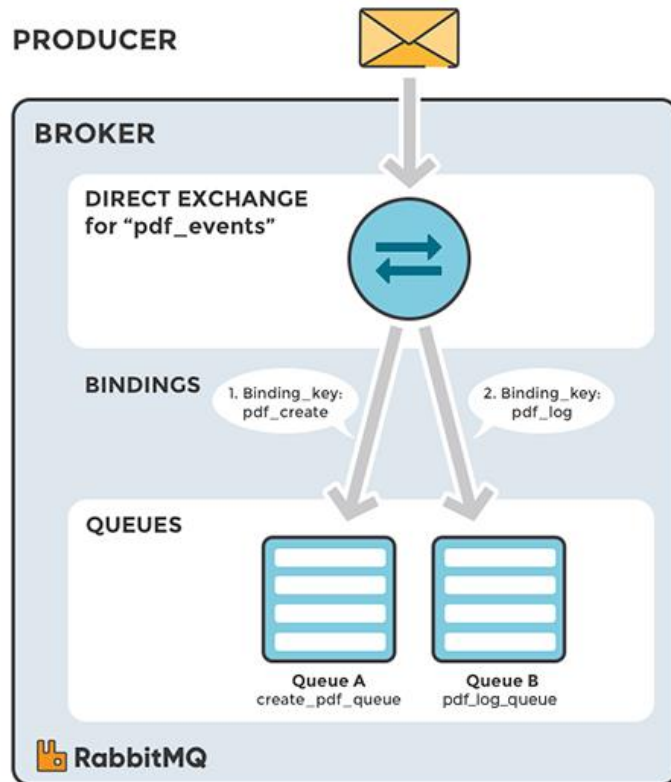 PRODUCER
BROKER
DIRECT EXCHANGE
for “pdf_events”
BINDINGS
1. Binding_key:
pdf_create
2. Binding_key:
pdf_log
QUEUES
Queue A
create_pdf_queue
Queue B
pdf_log_queue
RabbitMQ